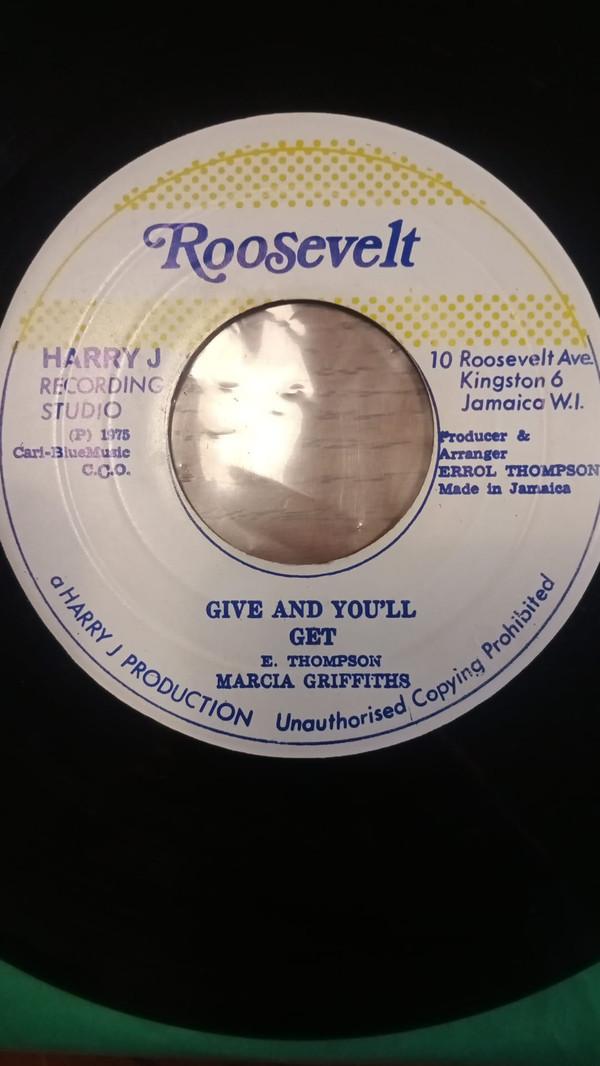 Roosevelt
HARRY J
RECORDING
STUDIO
(P) 1975
Cari-BlueMusic
C.C.O.
10 Roosevelt Ave.
Kingston 6
Jamaica W.I.
Producer &
Arranger
ERROL THOMPSON
Made in Jamaica
GIVE AND YOU'LL
GET
E. THOMPSON
MARCIA GRIFFITHS
a HARRY J PRODUCTION Unauthorised Copying Prohibited